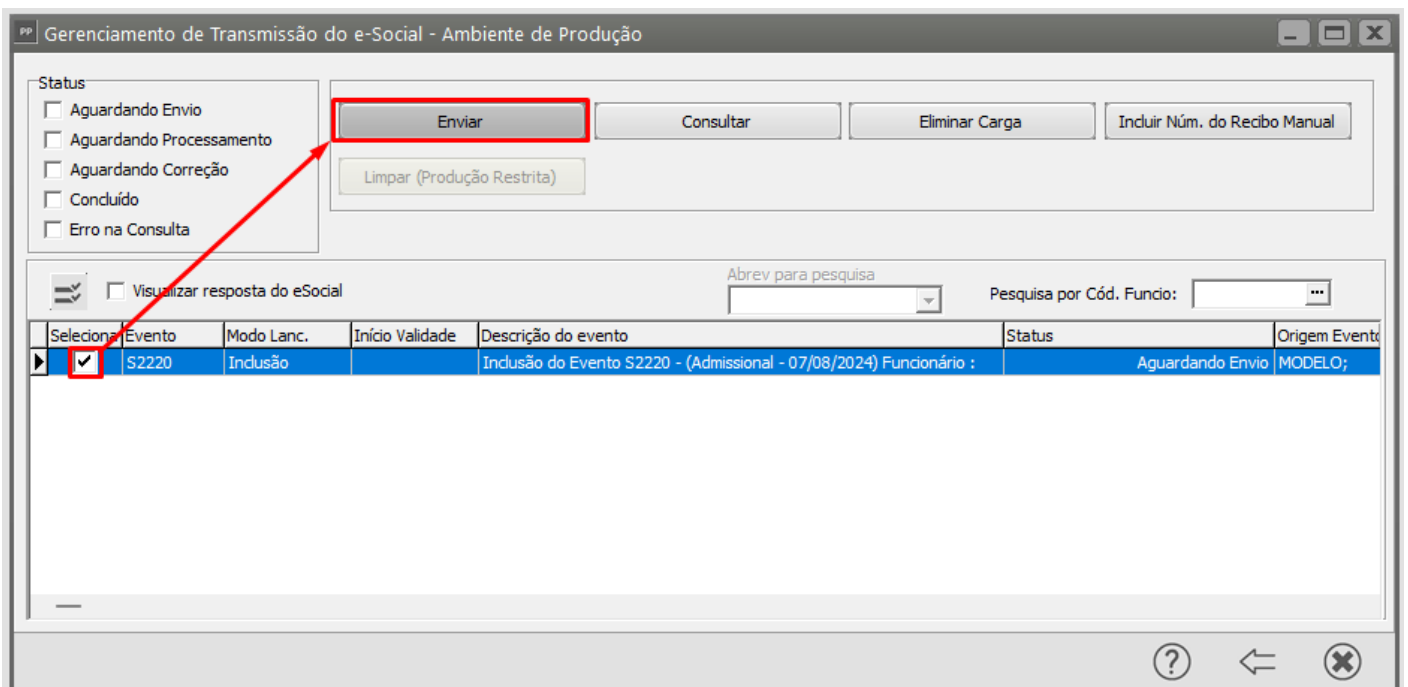 PP Gerenciamento de Transmissão do e-Social - Ambiente de Produção
Status
Aguardando Envio
Aguardando Processamento
Aguardando Correção
Concluído
Erro na Consulta
Enviar Consultar Eliminar Carga Incluir Núm. do Recibo Manual
Limpar (Produção Restrita)
Visualizar resposta do eSocial
Abrev para pesquisa
Pesquisa por Cód. Funcio: ...
Seleciona Evento Modo Lanc. Início Validade Descrição do evento Status Origem Evento
S2220 Inclusão Inclusão do Evento S2220 - (Admissional - 07/08/2024) Funcionário : Aguardando Envio MODELO;
?